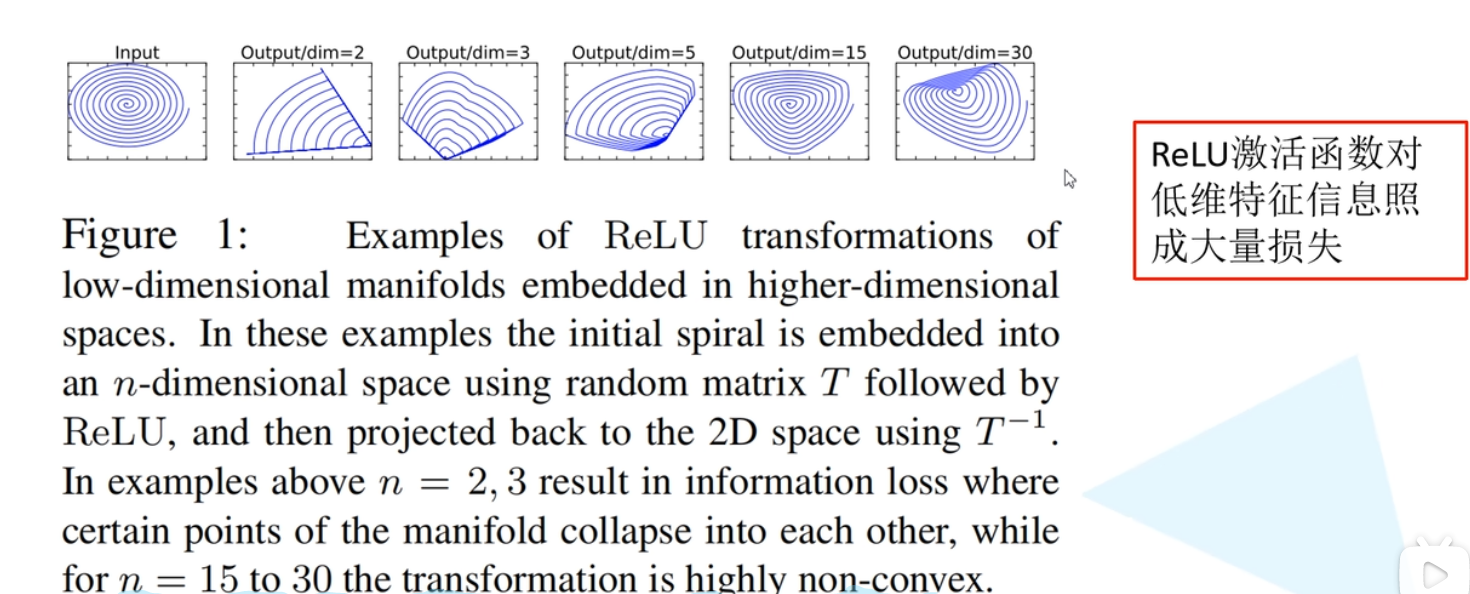 Input Output/dim=2 Output/dim=3 Output/dim=5 Output/dim=15 Output/dim=30
Figure 1: Examples of ReLU transformations of
low-dimensional manifolds embedded in higher-dimensional
spaces. In these examples the initial spiral is embedded into
an n-dimensional space using random matrix T followed by
ReLU, and then projected back to the 2D space using T⁻¹.
In examples above n = 2, 3 result in information loss where
certain points of the manifold collapse into each other, while
for n = 15 to 30 the transformation is highly non-convex.
ReLU激活函数对
低维特征信息照
成大量损失